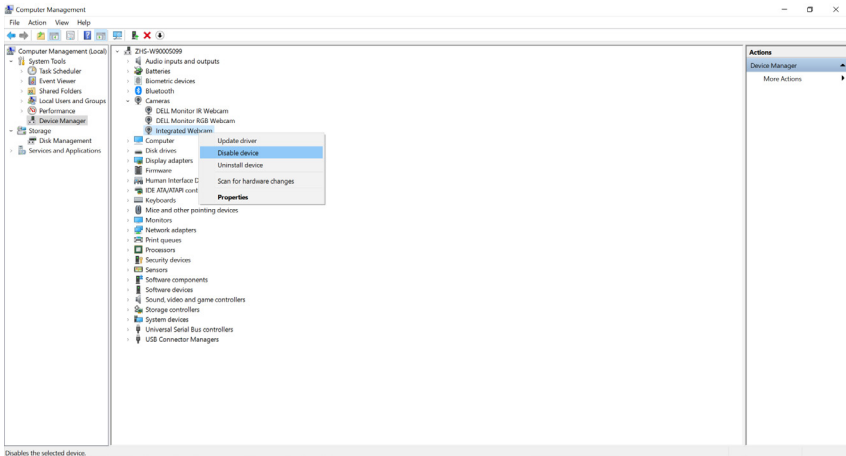 Computer Management
File Action View Help
Computer Management (Local)
System Tools
Task Scheduler
Event Viewer
Shared Folders
Local Users and Groups
Performance
Device Manager
Storage
Disk Management
Services and Applications
ZHS-W90005099
Audio inputs and outputs
Batteries
Biometric devices
Bluetooth
Cameras
DELL Monitor IR Webcam
DELL Monitor RGB Webcam
Integrated Webcam
Computer
Disk drives
Display adapters
Firmware
Human Interface D
IDE ATA/ATAPI cont
Keyboards
Mice and other pointing devices
Monitors
Network adapters
Print queues
Processors
Security devices
Sensors
Software components
Software devices
Sound, video and game controllers
Storage controllers
System devices
Universal Serial Bus controllers
USB Connector Managers
Update driver
Disable device
Uninstall device
Scan for hardware changes
Properties
Actions
Device Manager
More Actions
Disables the selected device.